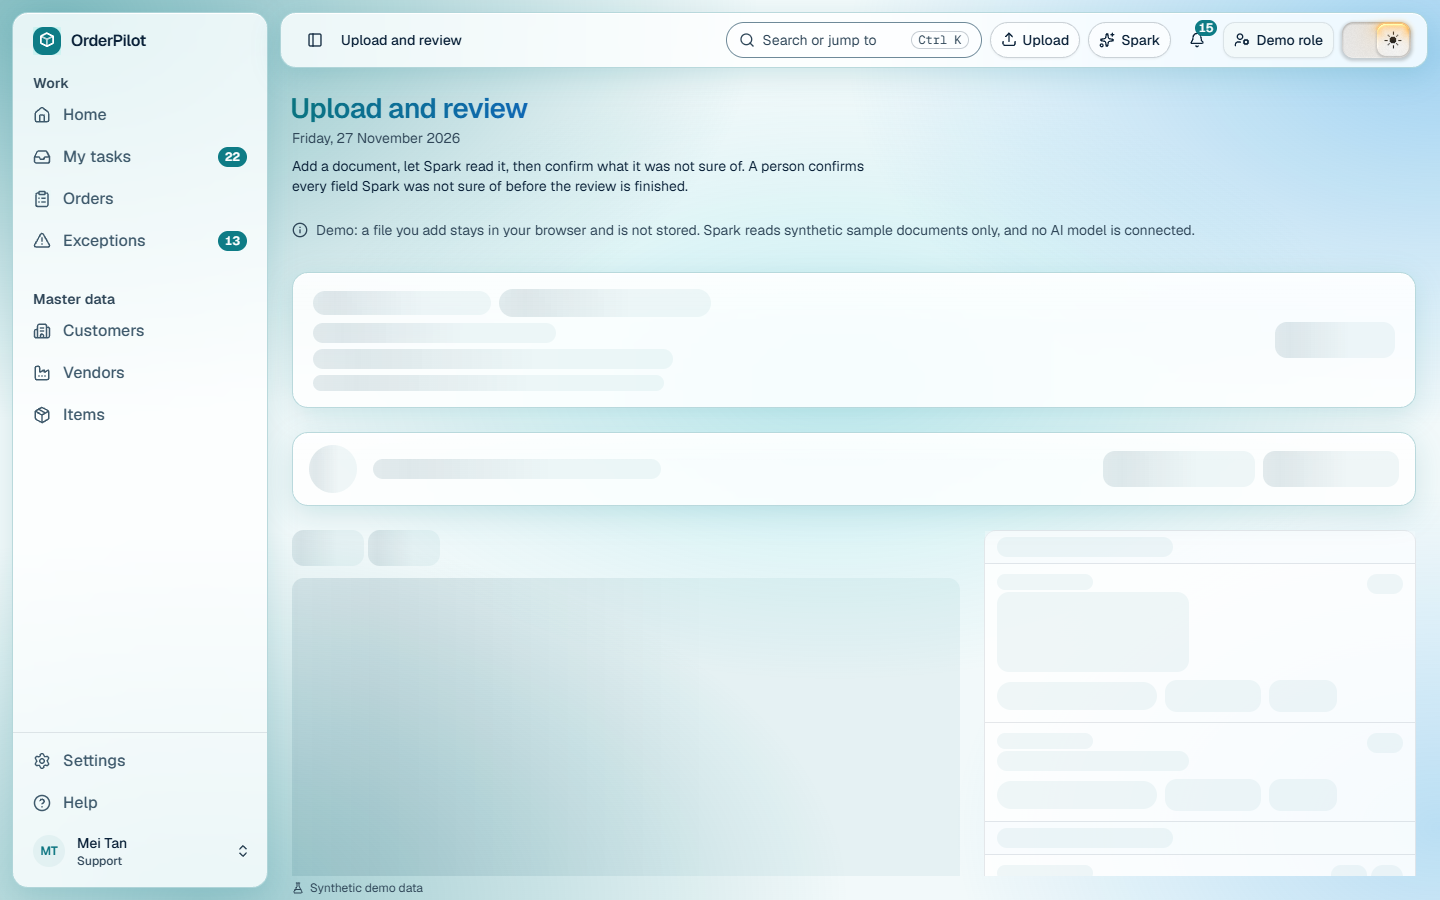 OrderPilot
Work
Home
My tasks 22
Orders
Exceptions 13
Master data
Customers
Vendors
Items
Settings
Help
MT
Mei Tan
Support
Upload and review
Search or jump to Ctrl K
Upload
Spark
15
Demo role
Upload and review
Friday, 27 November 2026
Add a document, let Spark read it, then confirm what it was not sure of. A person confirms
every field Spark was not sure of before the review is finished.
Demo: a file you add stays in your browser and is not stored. Spark reads synthetic sample documents only, and no AI model is connected.
Synthetic demo data